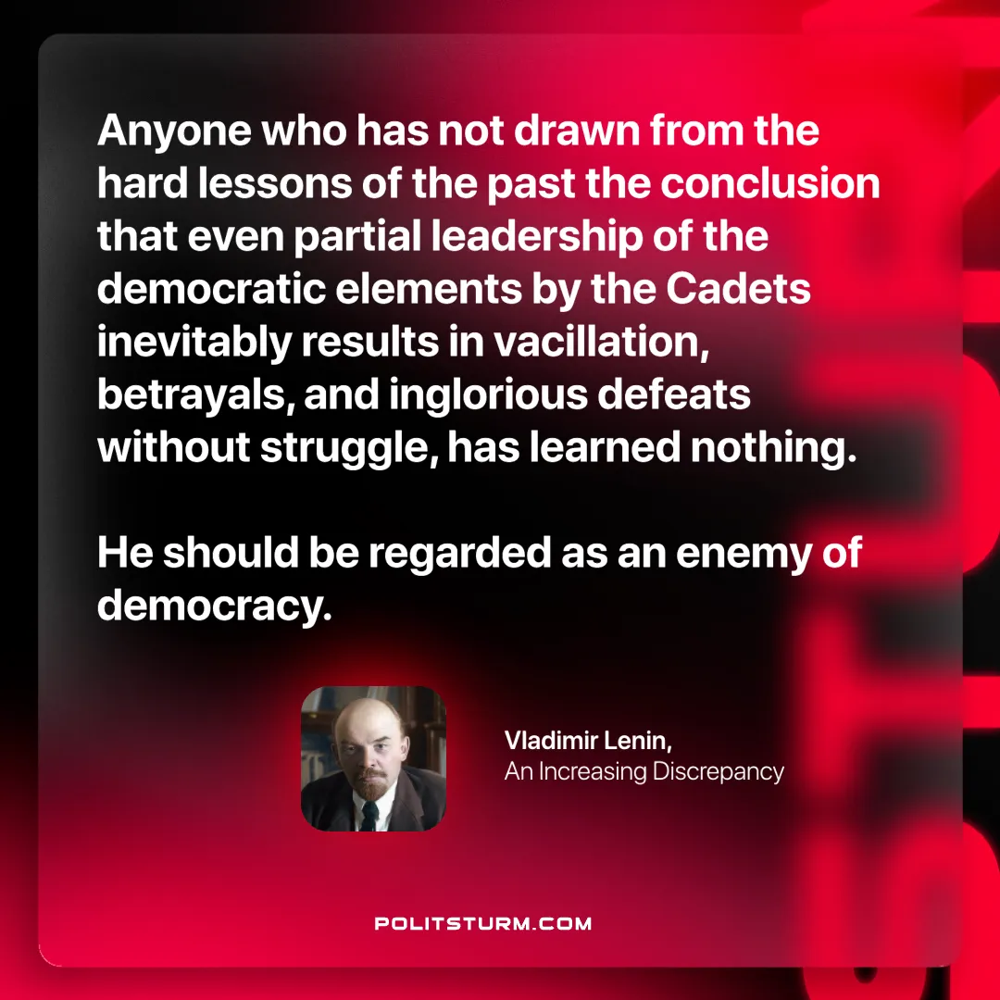 Anyone who has not drawn from the
hard lessons of the past the conclusion
that even partial leadership of the
democratic elements by the Cadets
inevitably results in vacillation,
betrayals, and inglorious defeats
without struggle, has learned nothing.
He should be regarded as an enemy of
democracy.
Vladimir Lenin,
An Increasing Discrepancy
POLITSTURM.COM